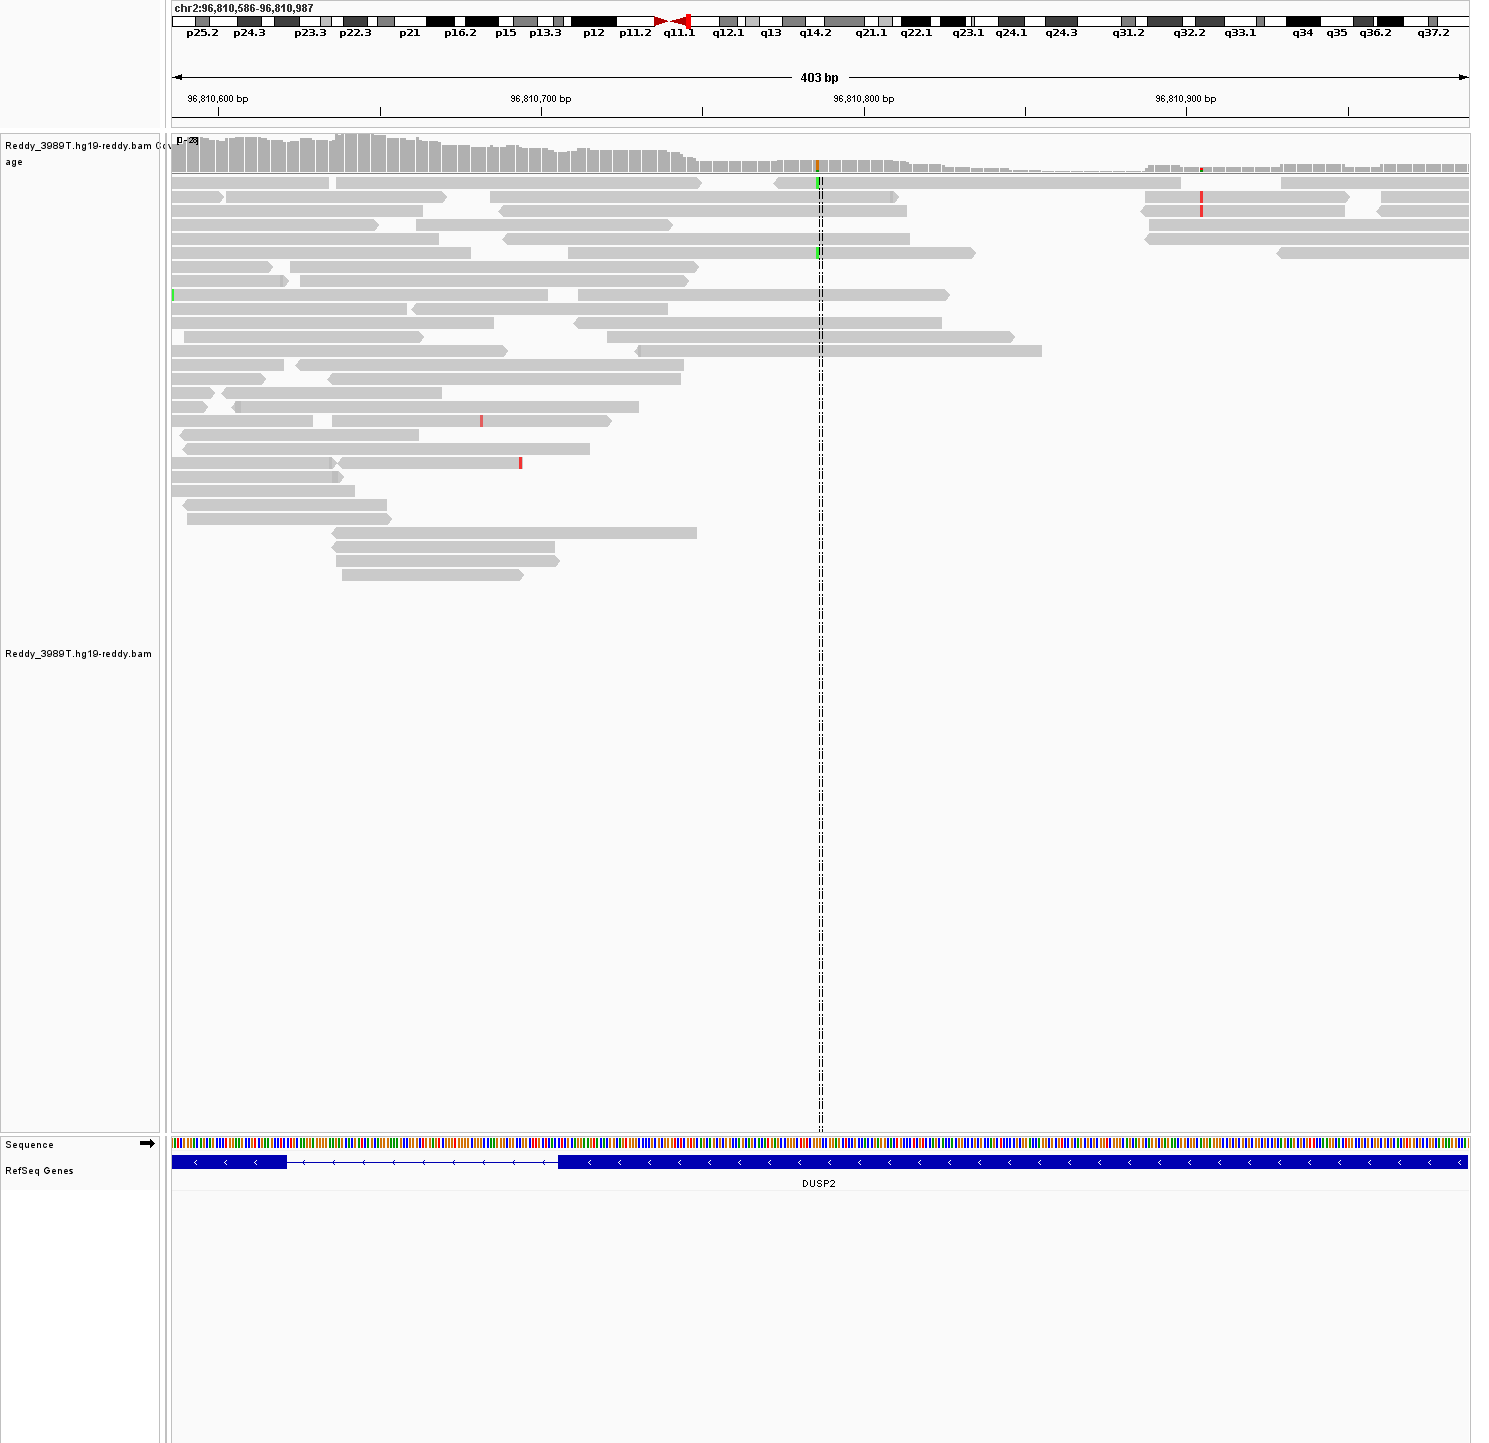 chr2:96,810,586-96,810,987
p25.2 p24.3 p23.3 p22.3 p21 p16.2 p15 p13.3 p12 p11.2 q11.1 q12.1 q13 q14.2 q21.1 q22.1 q23.1 q24.1 q24.3 q31.2 q32.2 q33.1 q34 q35 q36.2 q37.2
403 bp
96,810,600 bp 96,810,700 bp 96,810,800 bp 96,810,900 bp
Reddy_3989T.hg19-reddy.bam Cov
age
Reddy_3989T.hg19-reddy.bam
Sequence
RefSeq Genes
DUSP2